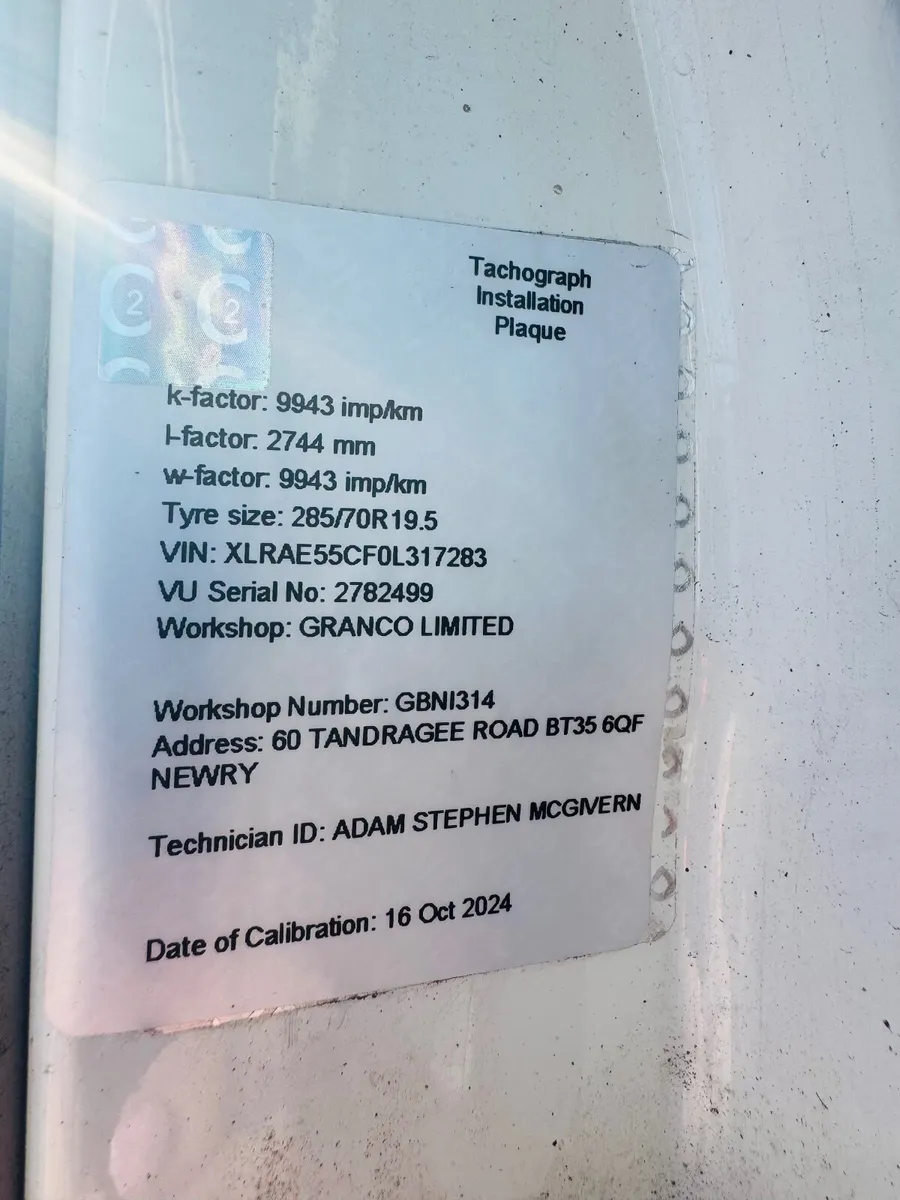 Tachograph
Installation
Plaque
2 2
k-factor: 9943 imp/km
l-factor: 2744 mm
w-factor: 9943 imp/km
Tyre size: 285/70R19.5
VIN: XLRAE55CF0L317283
VU Serial No: 2782499
Workshop: GRANCO LIMITED
Workshop Number: GBNI314
Address: 60 TANDRAGEE ROAD BT35 6QF
NEWRY
Technician ID: ADAM STEPHEN MCGIVERN
Date of Calibration: 16 Oct 2024